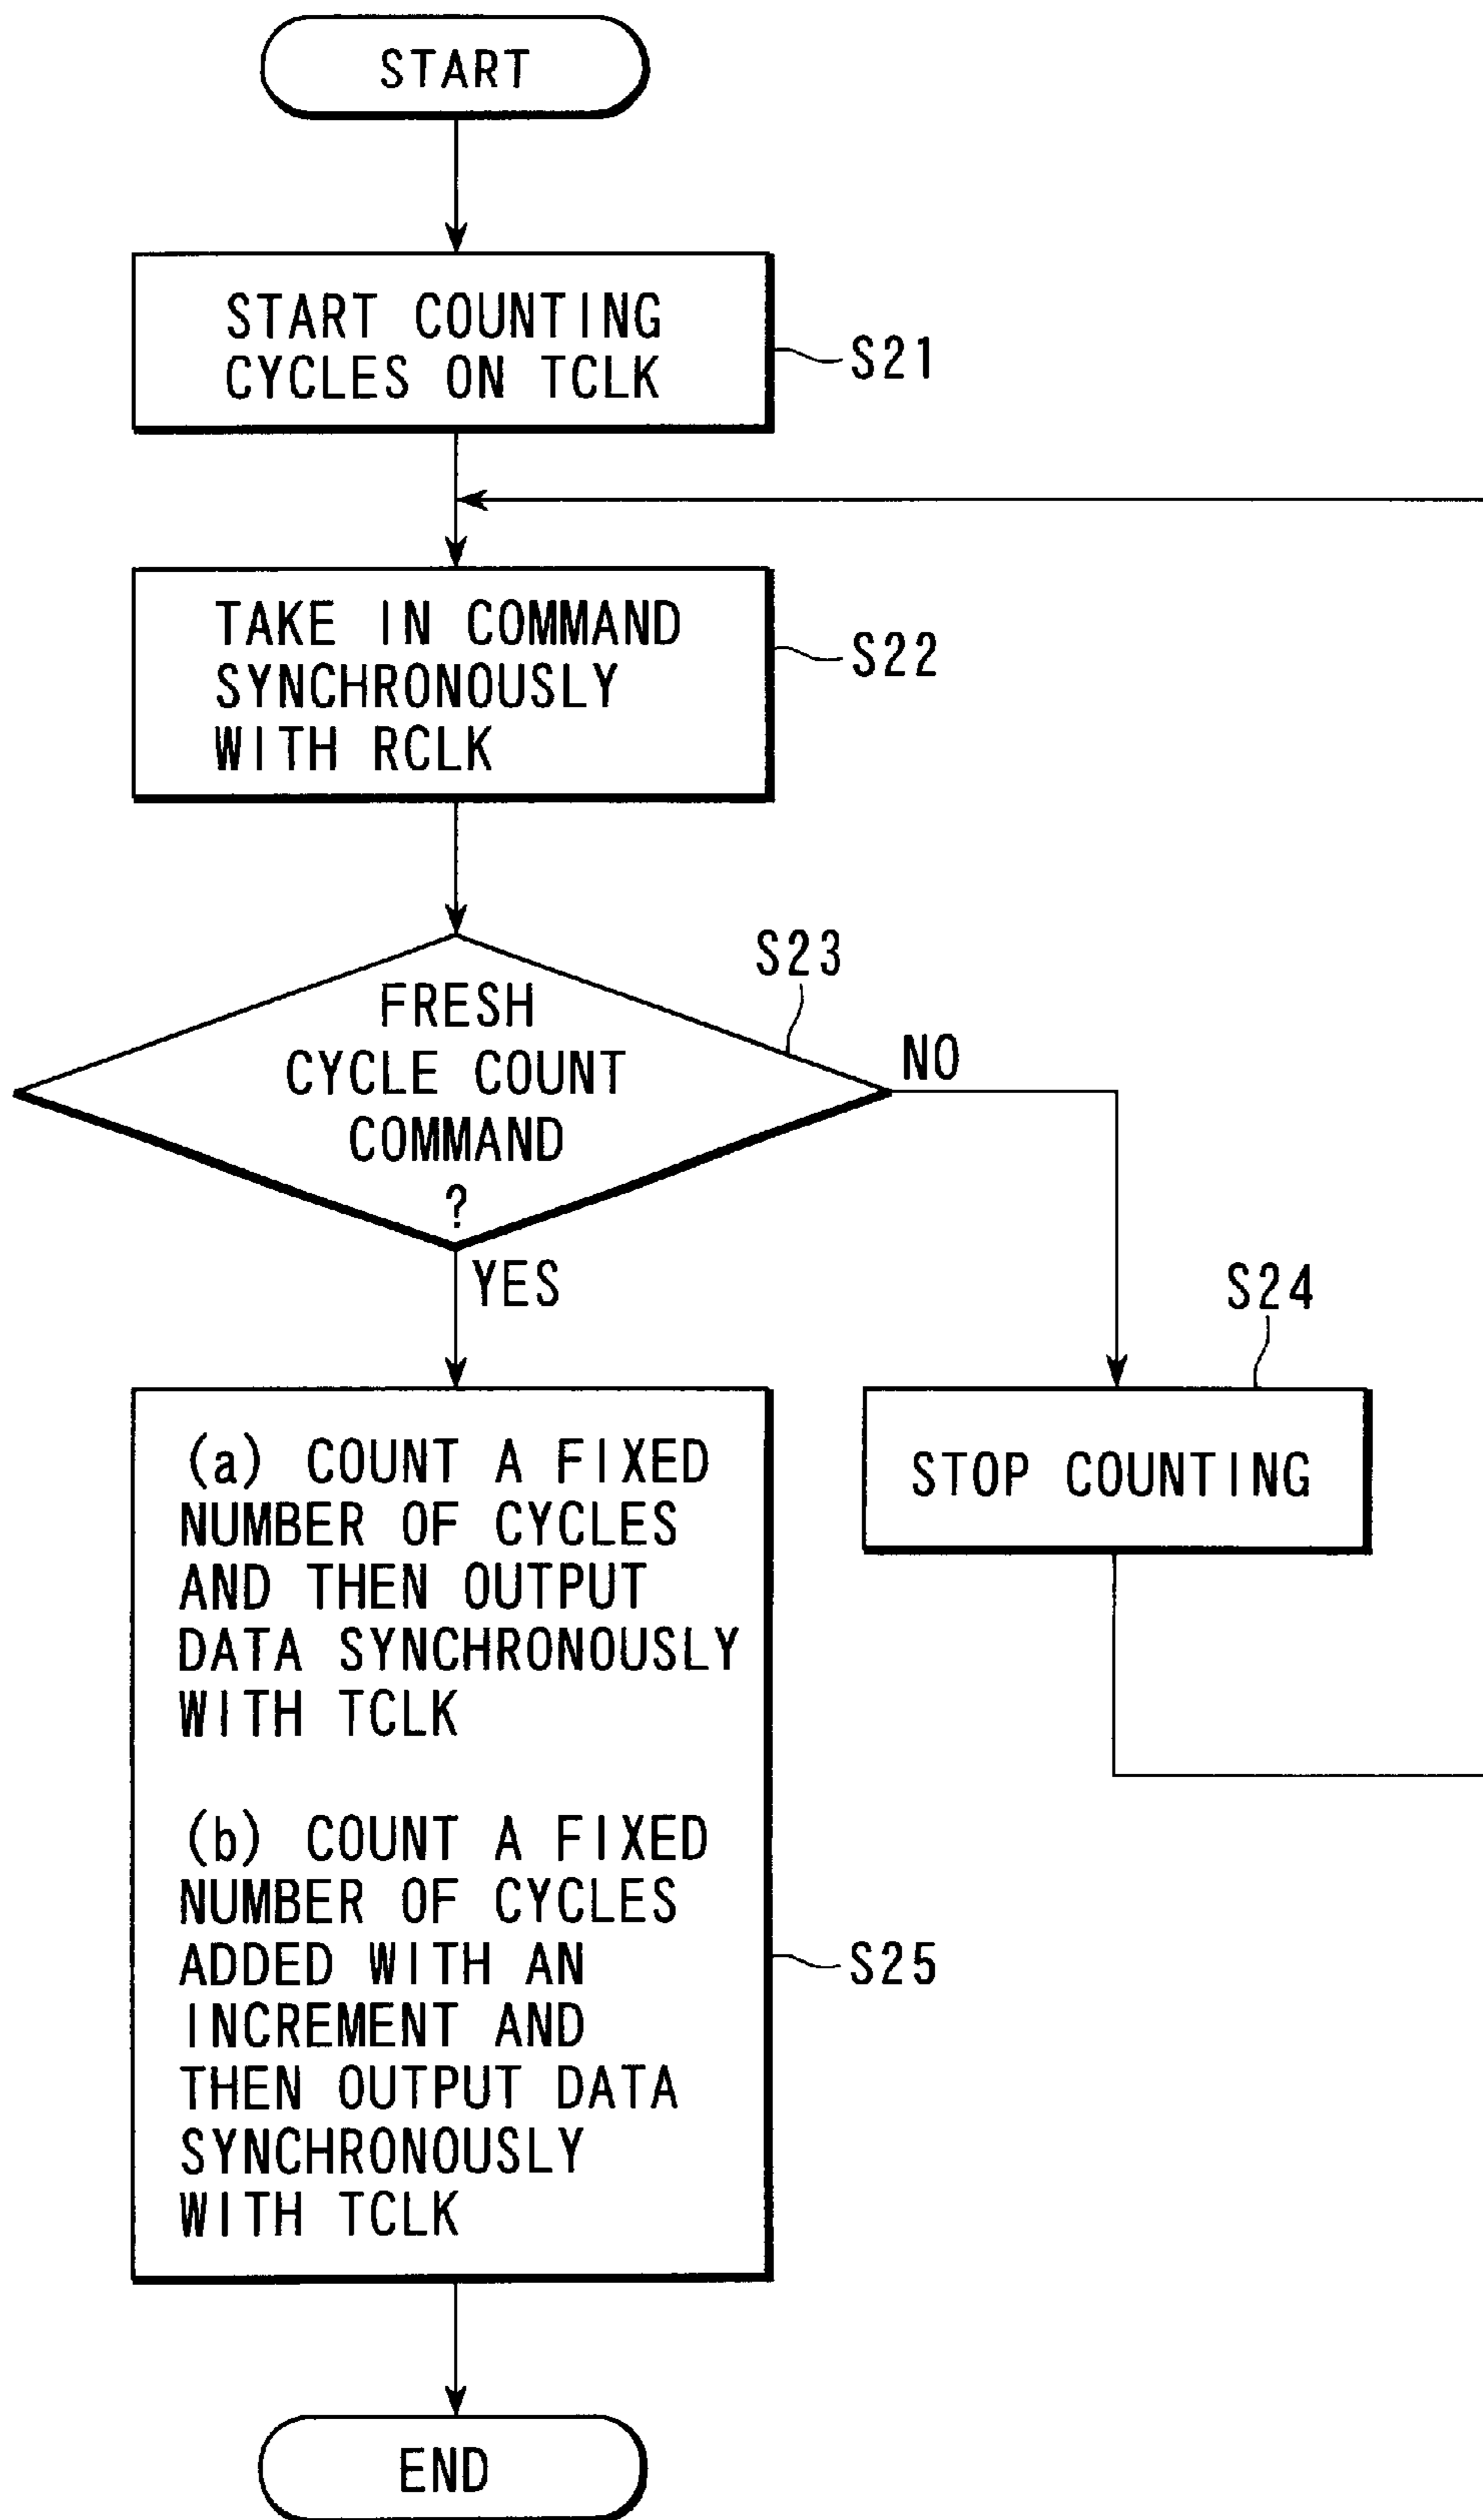 START
START COUNTING
CYCLES ON TCLK
S21
TAKE IN COMMAND
SYNCHRONOUSLY
WITH RCLK
S22
S23
FRESH
CYCLE COUNT
COMMAND
?
NO
YES
S24
STOP COUNTING
(a) COUNT A FIXED
NUMBER OF CYCLES
AND THEN OUTPUT
DATA SYNCHRONOUSLY
WITH TCLK
(b) COUNT A FIXED
NUMBER OF CYCLES
ADDED WITH AN
INCREMENT AND
THEN OUTPUT DATA
SYNCHRONOUSLY
WITH TCLK
S25
END